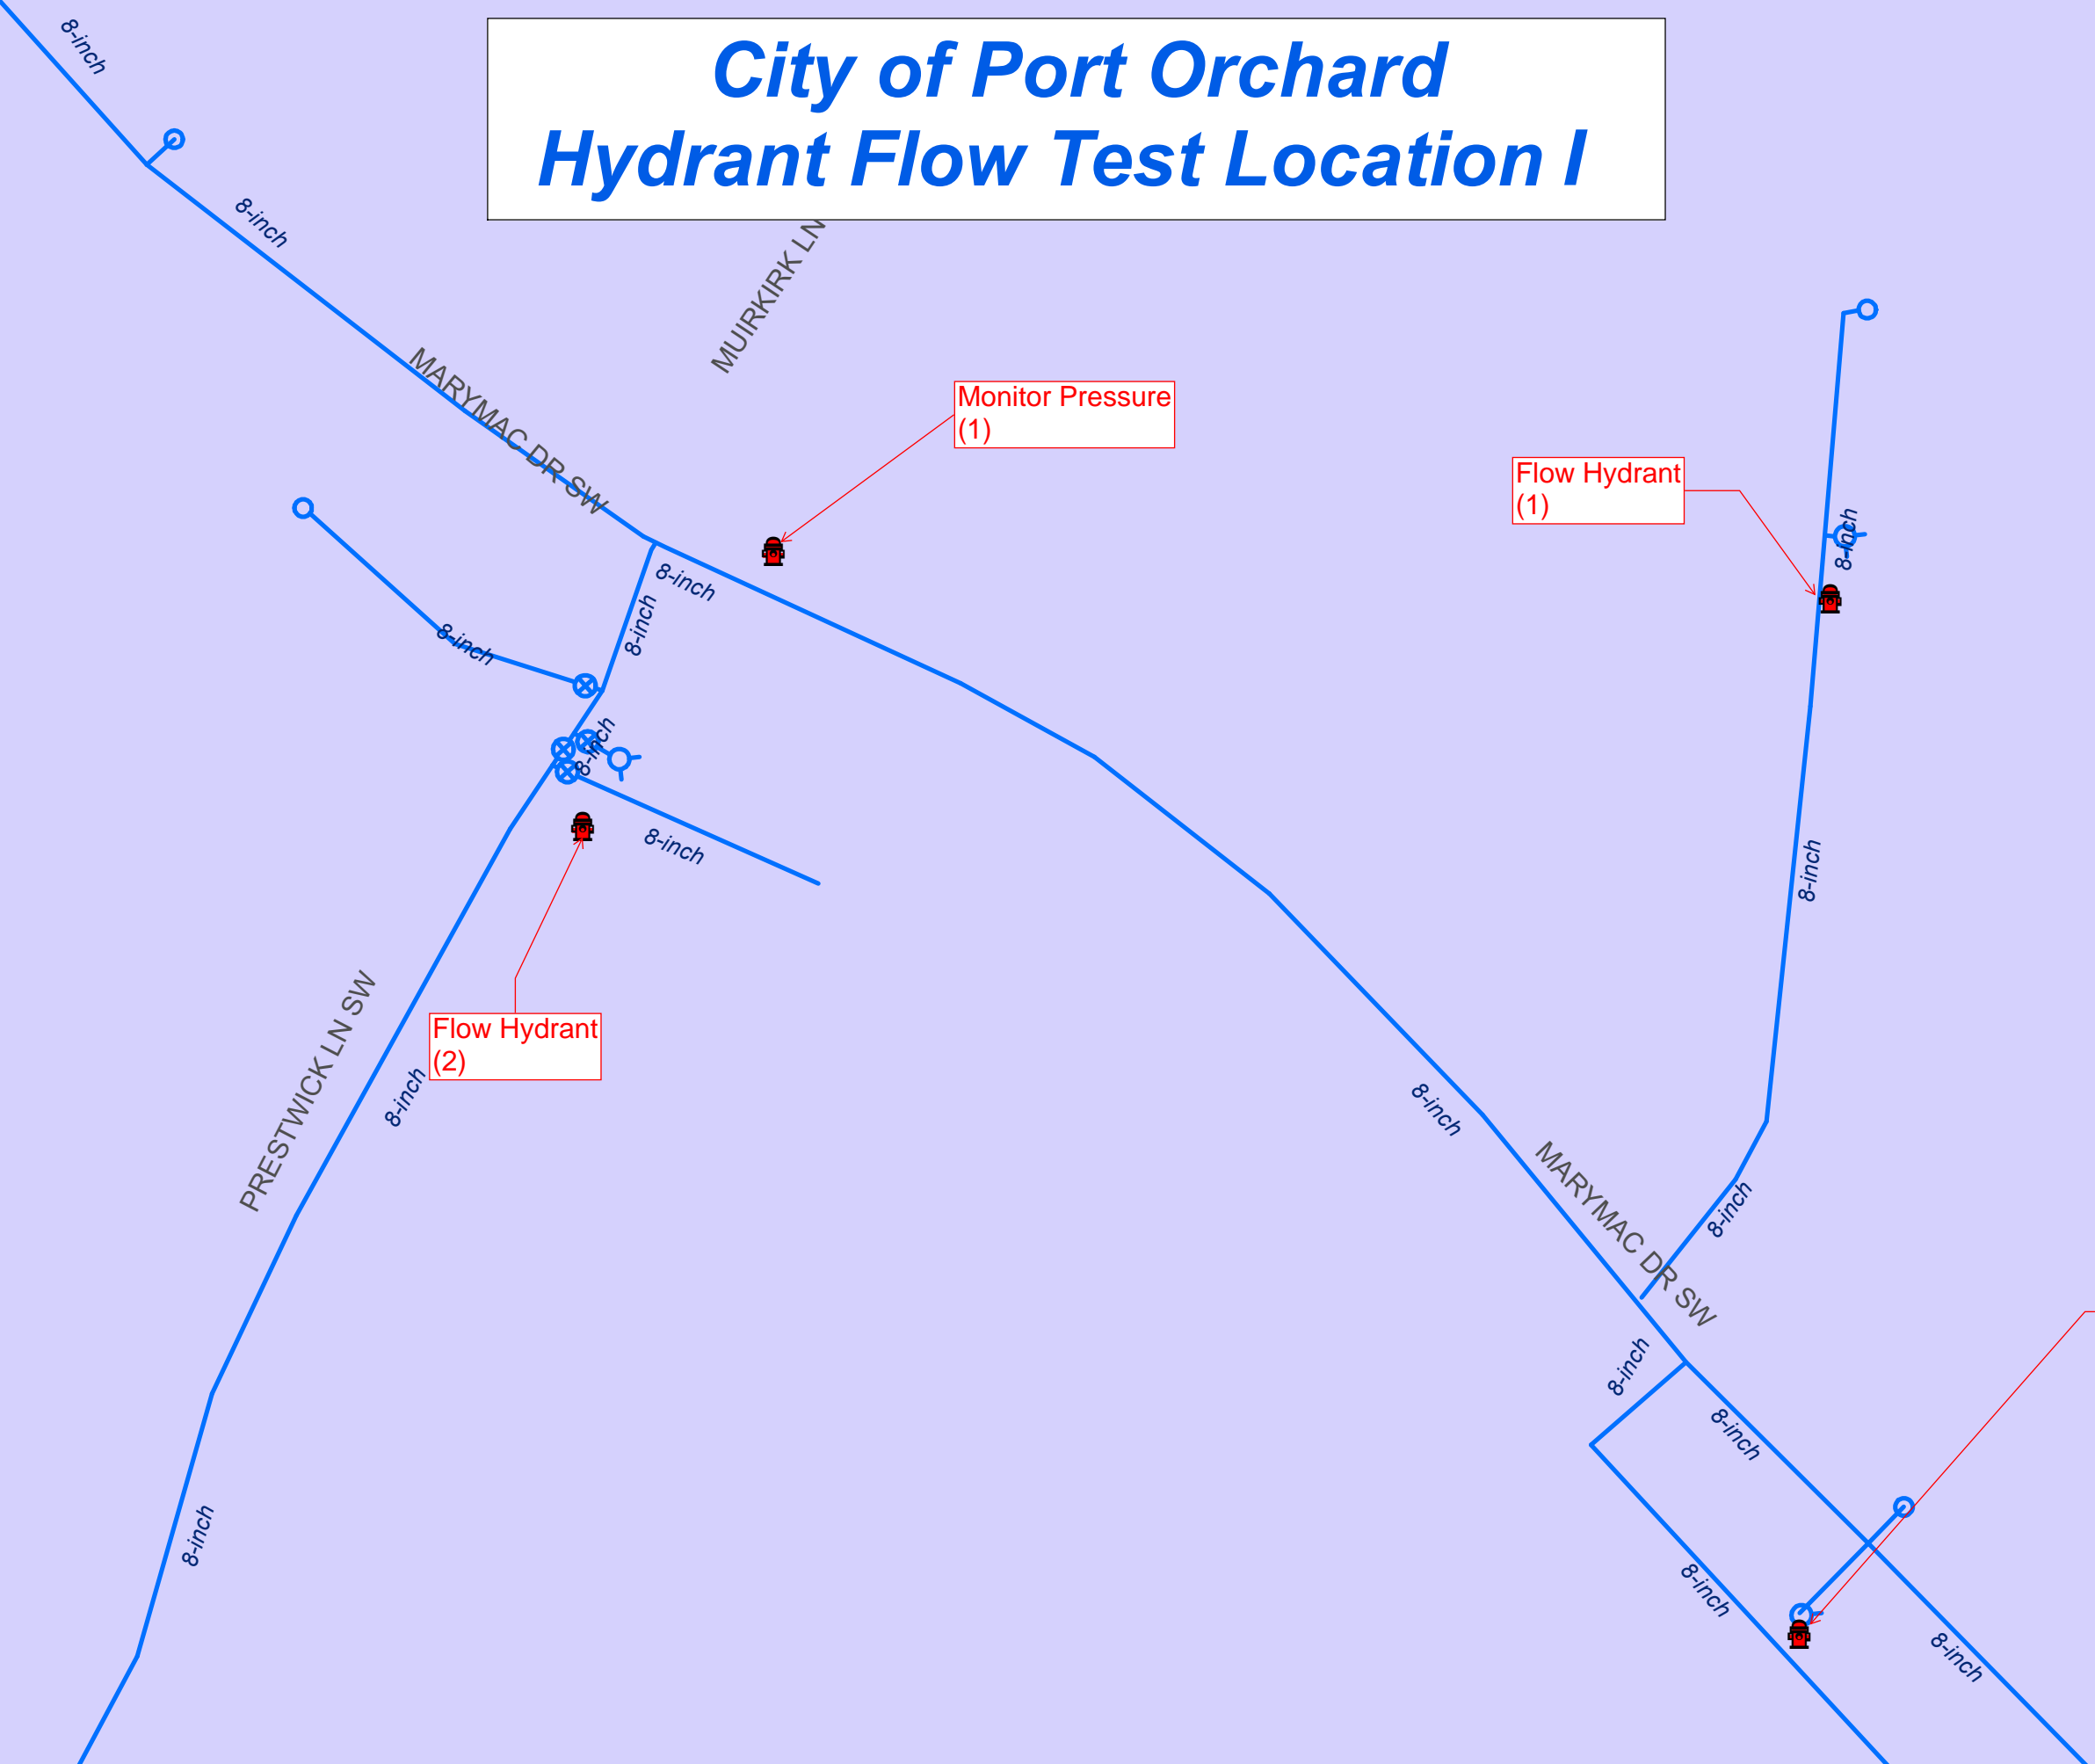 City of Port Orchard
Hydrant Flow Test Location I
8-inch
8-inch
MUIRKIRK LN
MARYMAC DR SW
Monitor Pressure
(1)
Flow Hydrant
(1)
8-inch
8-inch
8-inch
8-inch
8-inch
8-inch
8-inch
Flow Hydrant
(2)
PRESTWICK LN SW
8-inch
8-inch
MARYMAC DR SW
8-inch
8-inch
8-inch
8-inch
8-inch
8-inch